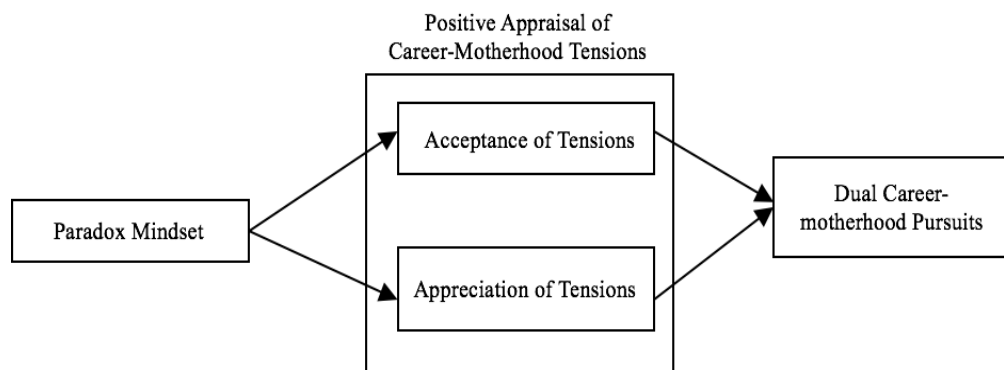 Positive Appraisal of
Career-Motherhood Tensions
Acceptance of Tensions
Paradox Mindset
Appreciation of Tensions
Dual Career-
motherhood Pursuits